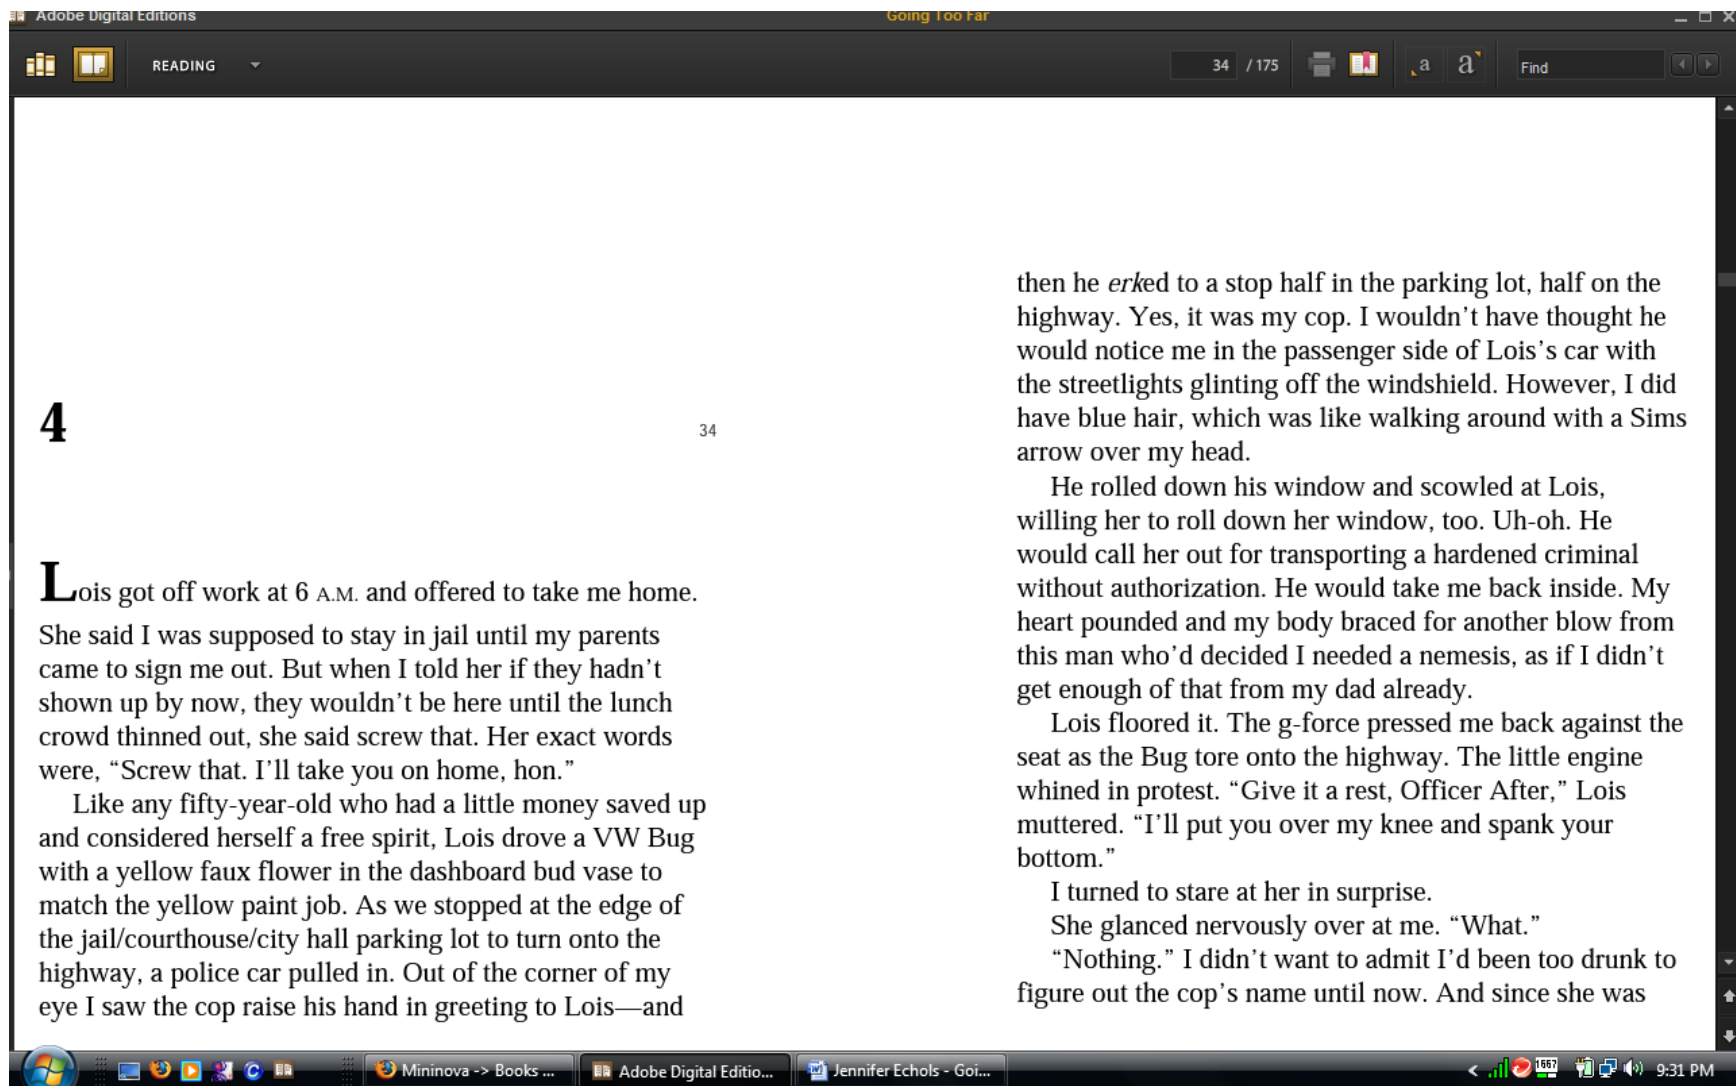 Adobe Digital Editions
Going Too Far
READING
34 / 175
a
a
Find
4
34
Lois got off work at 6 A.M. and offered to take me home.
She said I was supposed to stay in jail until my parents
came to sign me out. But when I told her if they hadn’t
shown up by now, they wouldn’t be here until the lunch
crowd thinned out, she said screw that. Her exact words
were, “Screw that. I’ll take you on home, hon.”
Like any fifty-year-old who had a little money saved up
and considered herself a free spirit, Lois drove a VW Bug
with a yellow faux flower in the dashboard bud vase to
match the yellow paint job. As we stopped at the edge of
the jail/courthouse/city hall parking lot to turn onto the
highway, a police car pulled in. Out of the corner of my
eye I saw the cop raise his hand in greeting to Lois—and
then he erked to a stop half in the parking lot, half on the
highway. Yes, it was my cop. I wouldn’t have thought he
would notice me in the passenger side of Lois’s car with
the streetlights glinting off the windshield. However, I did
have blue hair, which was like walking around with a Sims
arrow over my head.
He rolled down his window and scowled at Lois,
willing her to roll down her window, too. Uh-oh. He
would call her out for transporting a hardened criminal
without authorization. He would take me back inside. My
heart pounded and my body braced for another blow from
this man who’d decided I needed a nemesis, as if I didn’t
get enough of that from my dad already.
Lois floored it. The g-force pressed me back against the
seat as the Bug tore onto the highway. The little engine
whined in protest. “Give it a rest, Officer After,” Lois
muttered. “I’ll put you over my knee and spank your
bottom.”
I turned to stare at her in surprise.
She glanced nervously over at me. “What.”
“Nothing.” I didn’t want to admit I’d been too drunk to
figure out the cop’s name until now. And since she was
Mininova -> Books ...
Adobe Digital Editio...
Jennifer Echols - Goi...
1667
9:31 PM